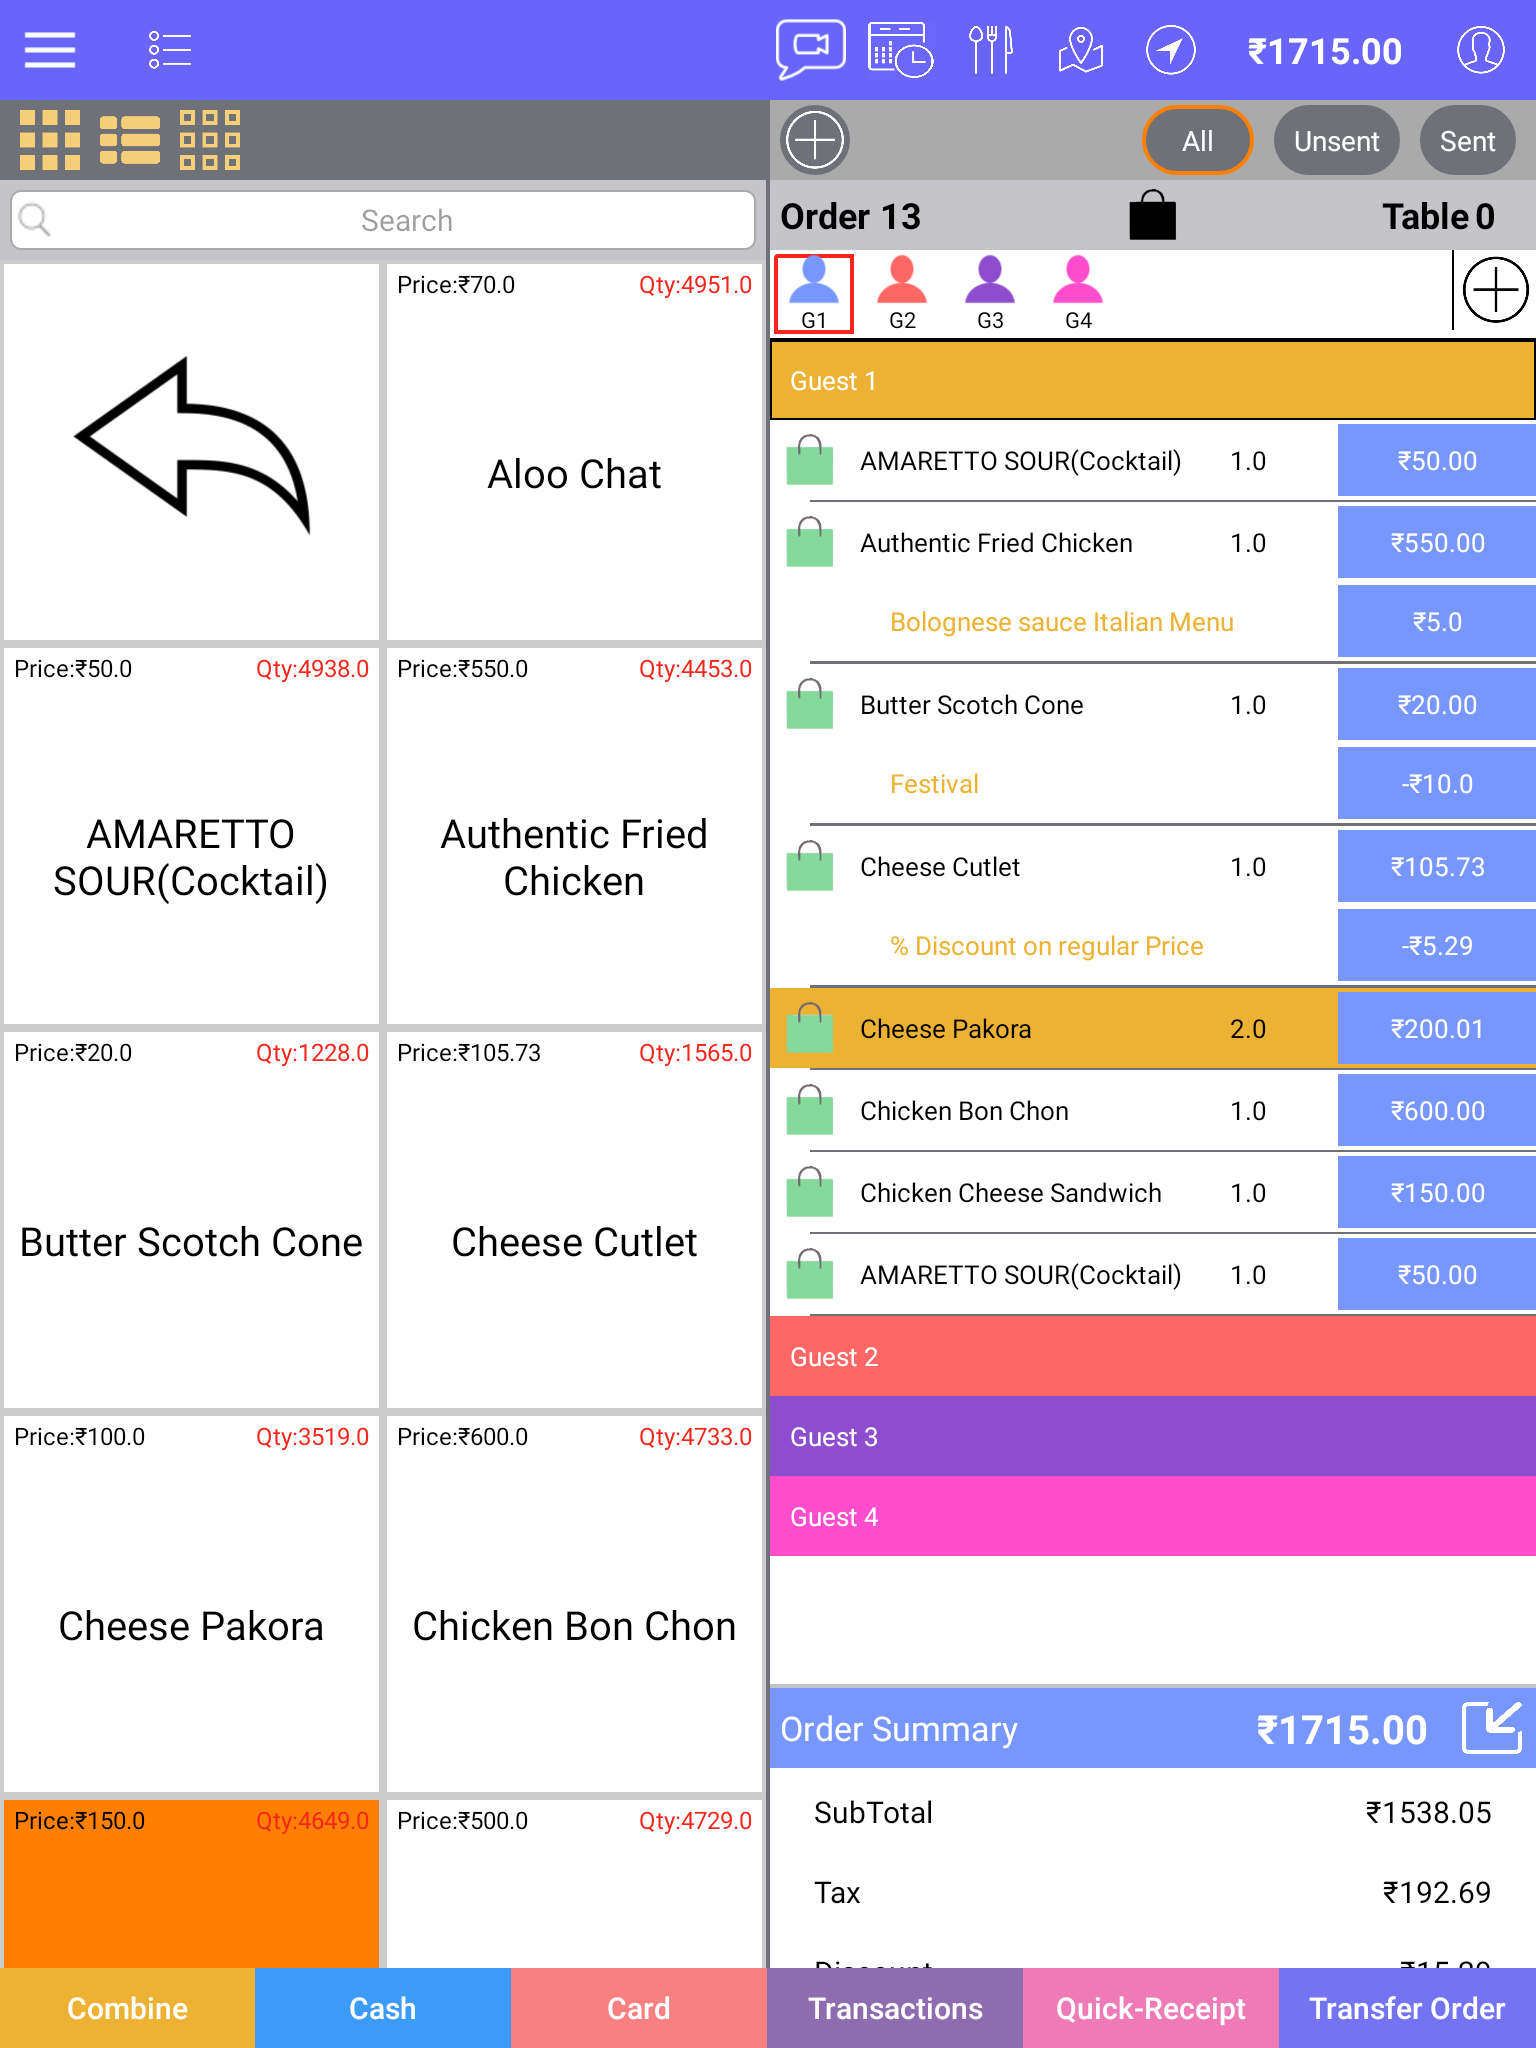 ₹1715.00
All
Unsent
Sent
Search
Order 13
Table 0
G1
G2
G3
G4
Guest 1
AMARETTO SOUR(Cocktail) 1.0 ₹50.00
Authentic Fried Chicken 1.0 ₹550.00
Bolognese sauce Italian Menu ₹5.0
Butter Scotch Cone 1.0 ₹20.00
Festival -₹10.0
Cheese Cutlet 1.0 ₹105.73
% Discount on regular Price -₹5.29
Cheese Pakora 2.0 ₹200.01
Chicken Bon Chon 1.0 ₹600.00
Chicken Cheese Sandwich 1.0 ₹150.00
AMARETTO SOUR(Cocktail) 1.0 ₹50.00
Guest 2
Guest 3
Guest 4
Order Summary ₹1715.00
SubTotal ₹1538.05
Tax ₹192.69
Price:₹70.0 Qty:4951.0
Aloo Chat
Price:₹50.0 Qty:4938.0
AMARETTO
SOUR(Cocktail)
Price:₹550.0 Qty:4453.0
Authentic Fried
Chicken
Price:₹20.0 Qty:1228.0
Butter Scotch Cone
Price:₹105.73 Qty:1565.0
Cheese Cutlet
Price:₹100.0 Qty:3519.0
Cheese Pakora
Price:₹600.0 Qty:4733.0
Chicken Bon Chon
Price:₹150.0 Qty:4649.0
Price:₹500.0 Qty:4729.0
Combine
Cash
Card
Transactions
Quick-Receipt
Transfer Order